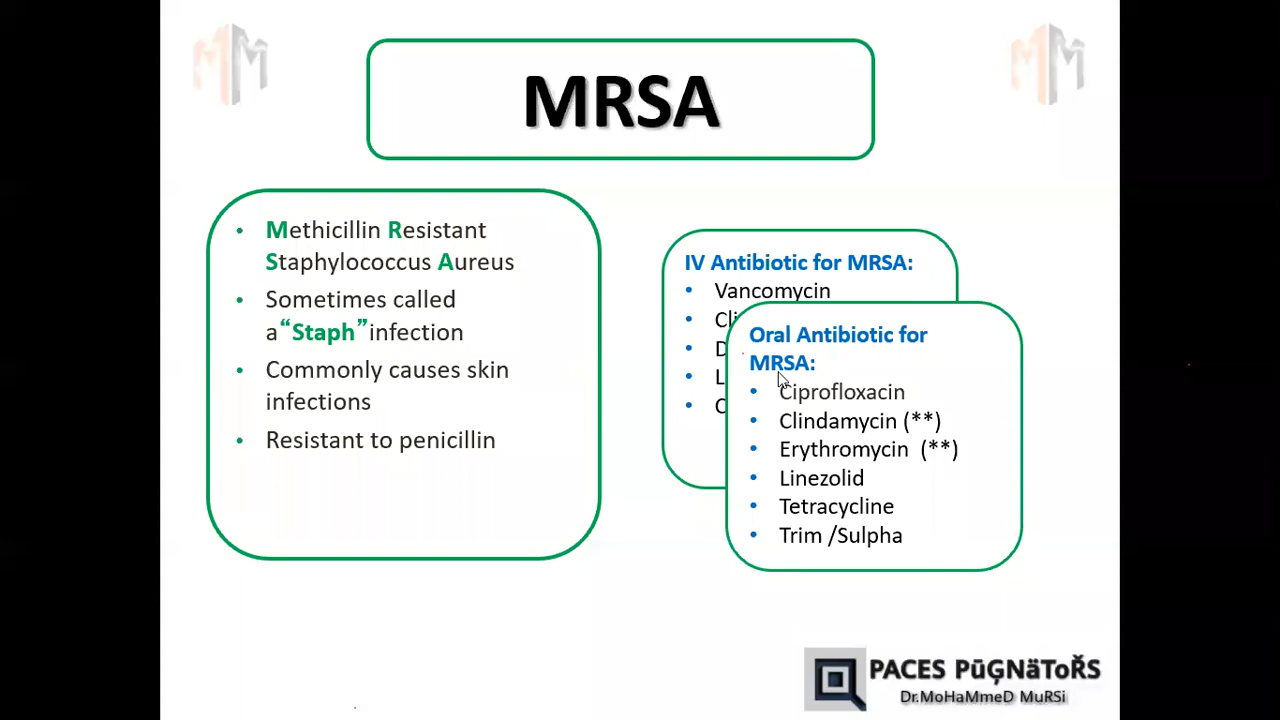 MRSA
• Methicillin Resistant
Staphylococcus Aureus
• Sometimes called
a“Staph”infection
• Commonly causes skin
infections
• Resistant to penicillin
IV Antibiotic for MRSA:
• Vancomycin
Oral Antibiotic for
MRSA:
• Ciprofloxacin
• Clindamycin (**)
• Erythromycin (**)
• Linezolid
• Tetracycline
• Trim /Sulpha
PACES PūĢNäToŘS
Dr.MoHaMmeD MuRSi